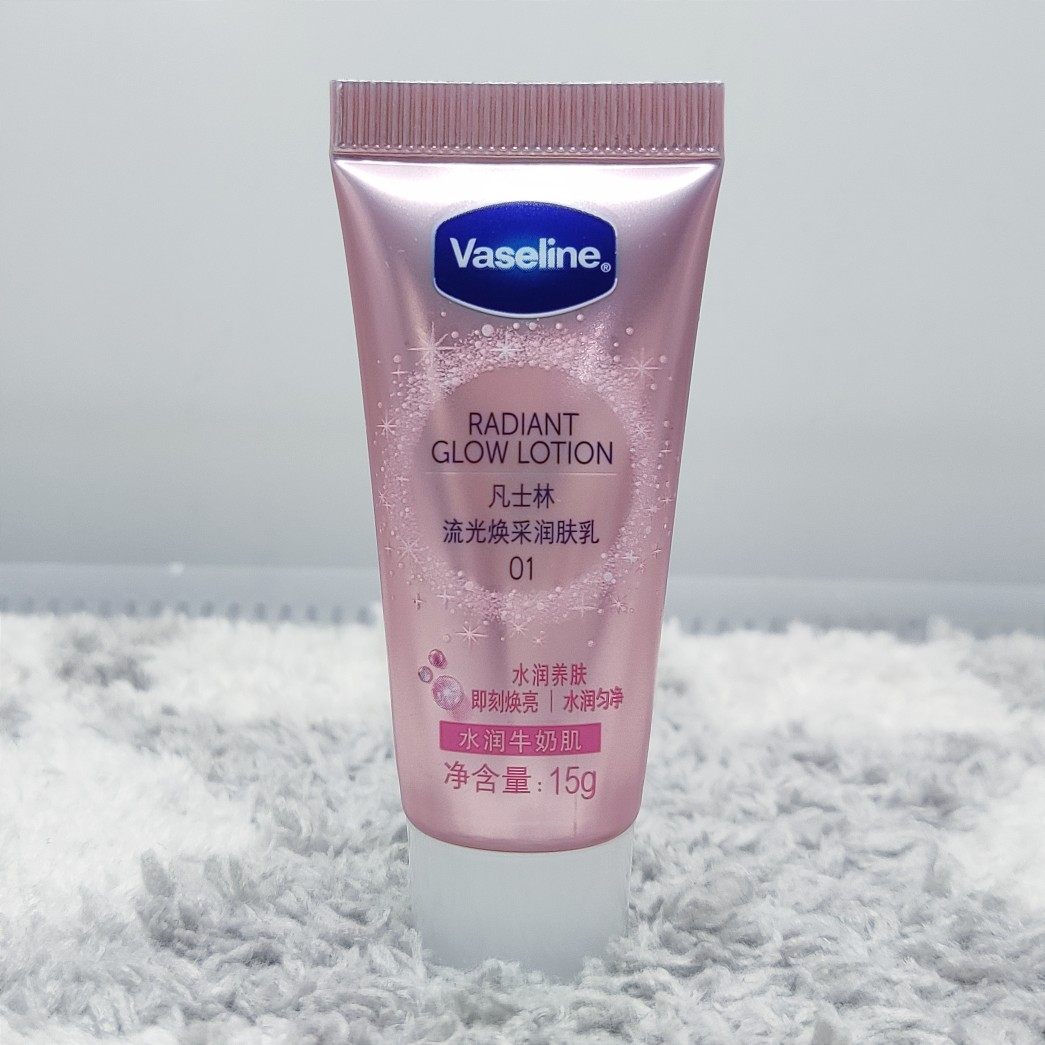 Vaseline®
RADIANT
GLOW LOTION
凡士林
流光焕采润肤乳
01
水润养肤
即刻焕亮 | 水润匀净
水润牛奶肌
净含量: 15g